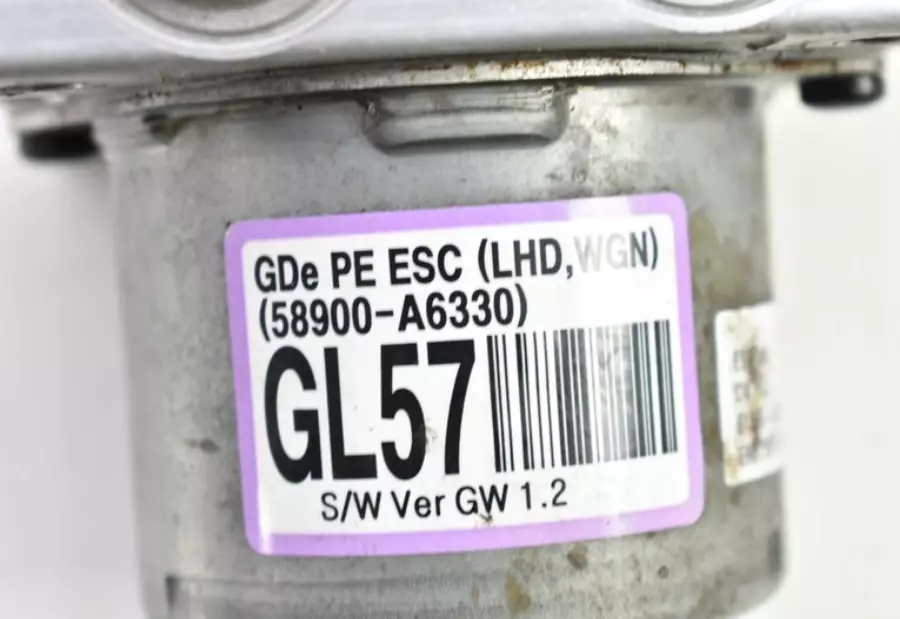 GDe PE ESC (LHD,WGN)
(58900-A6330)
GL57
S/W Ver GW 1.2